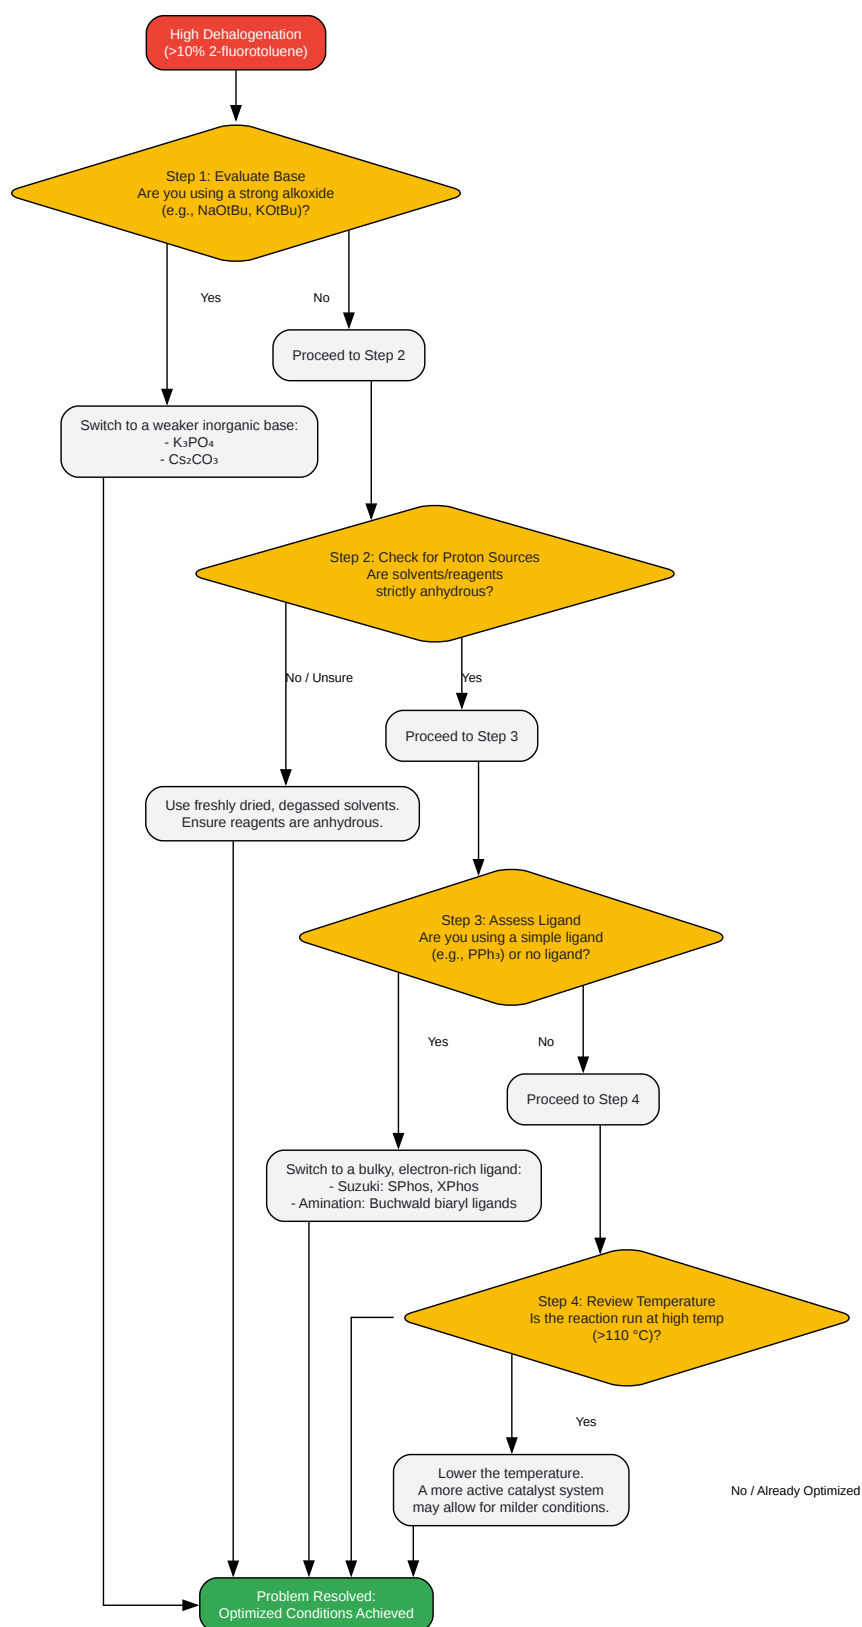 High Dehalogenation
(>10% 2-fluorotoluene)
Step 1: Evaluate Base
Are you using a strong alkoxide
(e.g., NaOtBu, KOtBu)?
Yes
No
Proceed to Step 2
Switch to a weaker inorganic base:
- K₃PO₄
- Cs₂CO₃
Step 2: Check for Proton Sources
Are solvents/reagents
strictly anhydrous?
No / Unsure
Yes
Proceed to Step 3
Use freshly dried, degassed solvents.
Ensure reagents are anhydrous.
Step 3: Assess Ligand
Are you using a simple ligand
(e.g., PPh₃) or no ligand?
Yes
No
Proceed to Step 4
Switch to a bulky, electron-rich ligand:
- Suzuki: SPhos, XPhos
- Amination: Buchwald biaryl ligands
Step 4: Review Temperature
Is the reaction run at high temp
(>110 °C)?
Yes
Lower the temperature.
A more active catalyst system
may allow for milder conditions.
No / Already Optimized
Problem Resolved:
Optimized Conditions Achieved